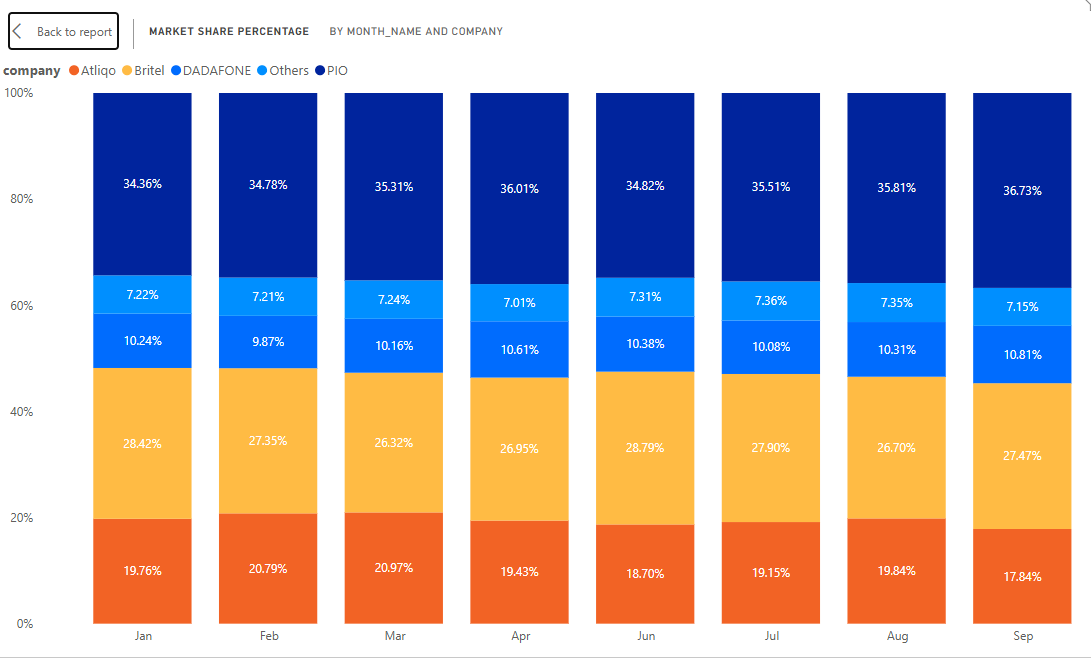 Back to report
MARKET SHARE PERCENTAGE BY MONTH_NAME AND COMPANY
company Atliqo Britel DADAFONE Others PIO
100%
34.36% 34.78% 35.31% 36.01% 34.82% 35.51% 35.81% 36.73%
80%
7.22% 7.21% 7.24% 7.01% 7.31% 7.36% 7.35% 7.15%
60%
10.24% 9.87% 10.16% 10.61% 10.38% 10.08% 10.31% 10.81%
40%
28.42% 27.35% 26.32% 26.95% 28.79% 27.90% 26.70% 27.47%
20%
19.76% 20.79% 20.97% 19.43% 18.70% 19.15% 19.84% 17.84%
0%
Jan Feb Mar Apr Jun Jul Aug Sep